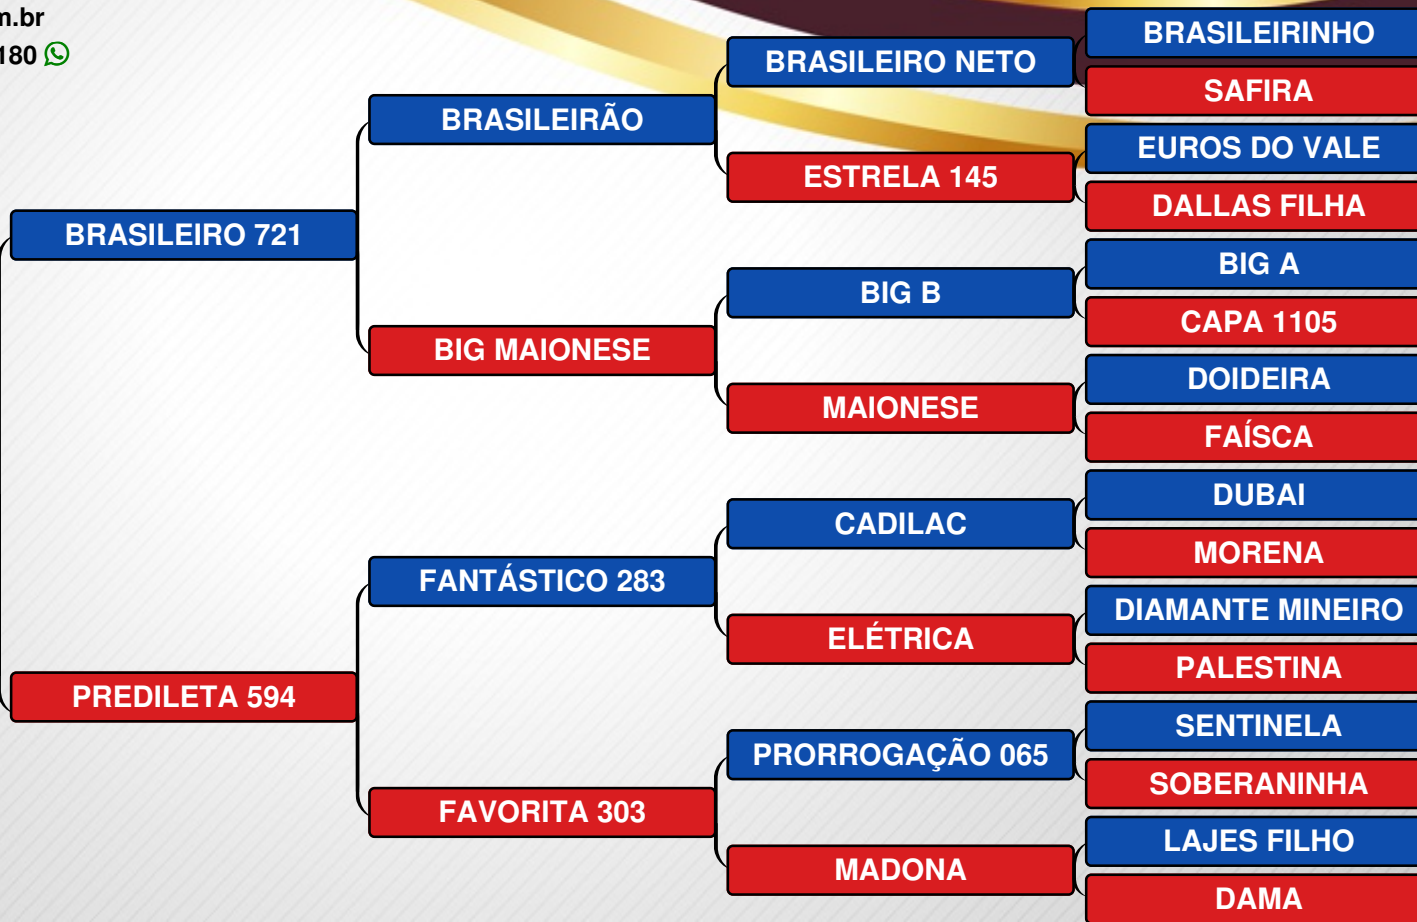 m.br
180
BRASILEIRO 721
PREDILETA 594
BRASILEIRÃO
BIG MAIONESE
FANTÁSTICO 283
FAVORITA 303
BRASILEIRO NETO
ESTRELA 145
BIG B
MAIONESE
CADILAC
ELÉTRICA
PRORROGAÇÃO 065
MADONA
BRASILEIRINHO
SAFIRA
EUROS DO VALE
DALLAS FILHA
BIG A
CAPA 1105
DOIDEIRA
FAÍSCA
DUBAI
MORENA
DIAMANTE MINEIRO
PALESTINA
SENTINELA
SOBERANINHA
LAJES FILHO
DAMA